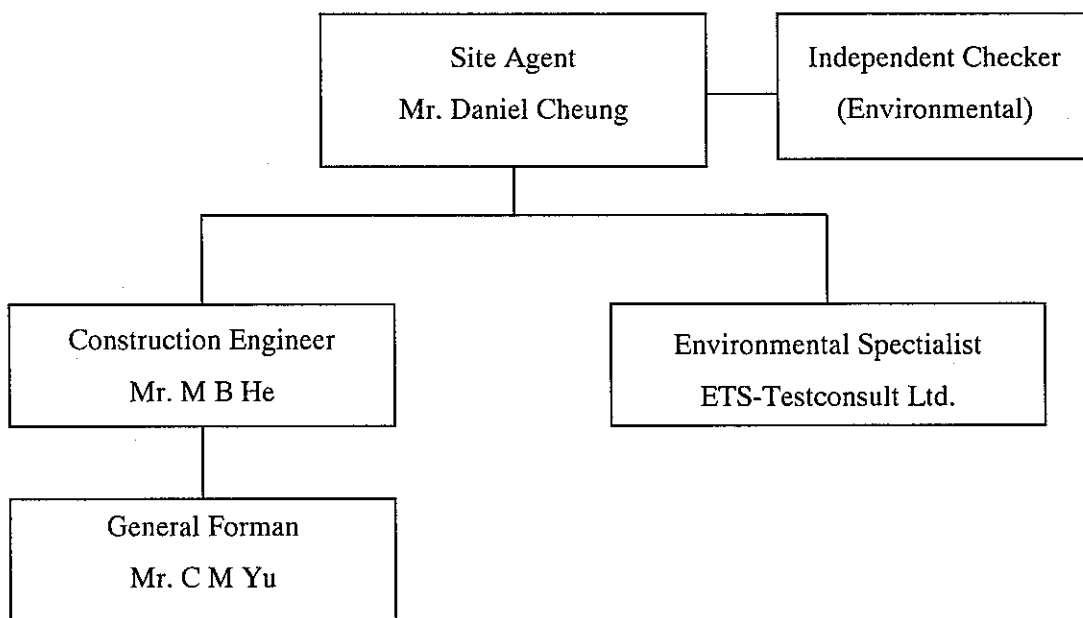 Site Agent
Mr. Daniel Cheung
Independent Checker
(Environmental)
Construction Engineer
Mr. M B He
Environmental Spectialist
ETS-Testconsult Ltd.
General Forman
Mr. C M Yu